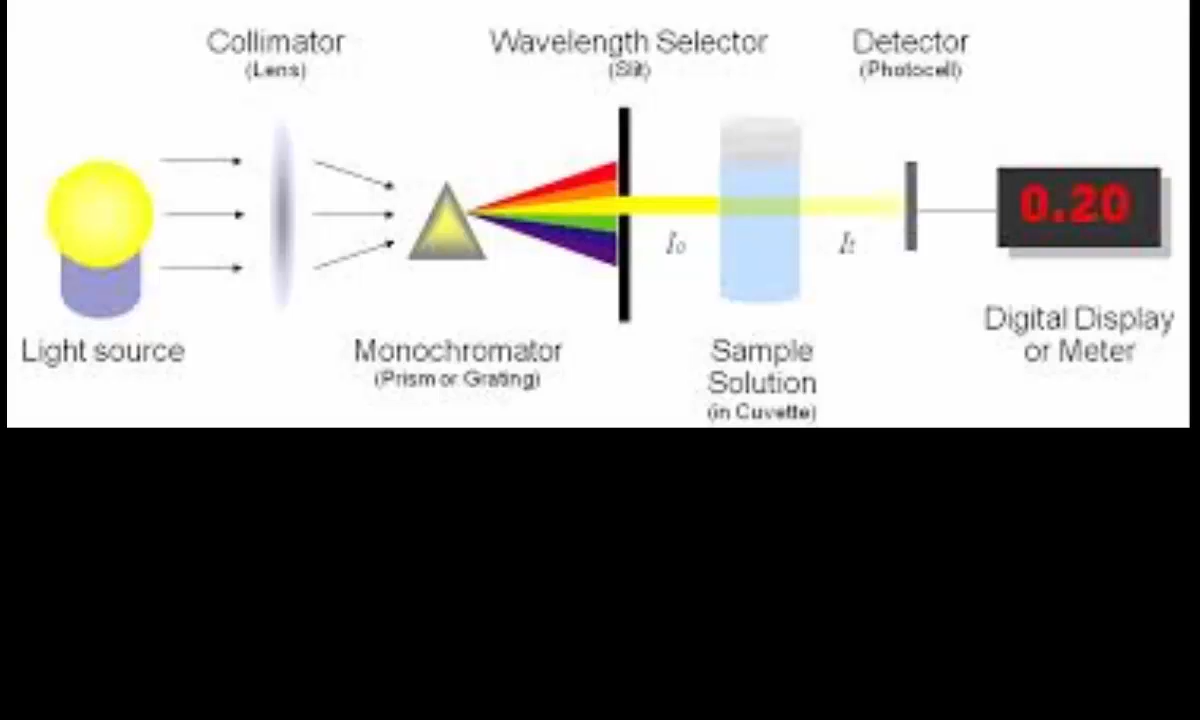 Collimator
(Lens)
Wavelength Selector
(Slit)
Detector
(Photocell)
0.20
I₀
Iₜ
Light source
Monochromator
(Prism or Grating)
Sample
Solution
(in Cuvette)
Digital Display
or Meter